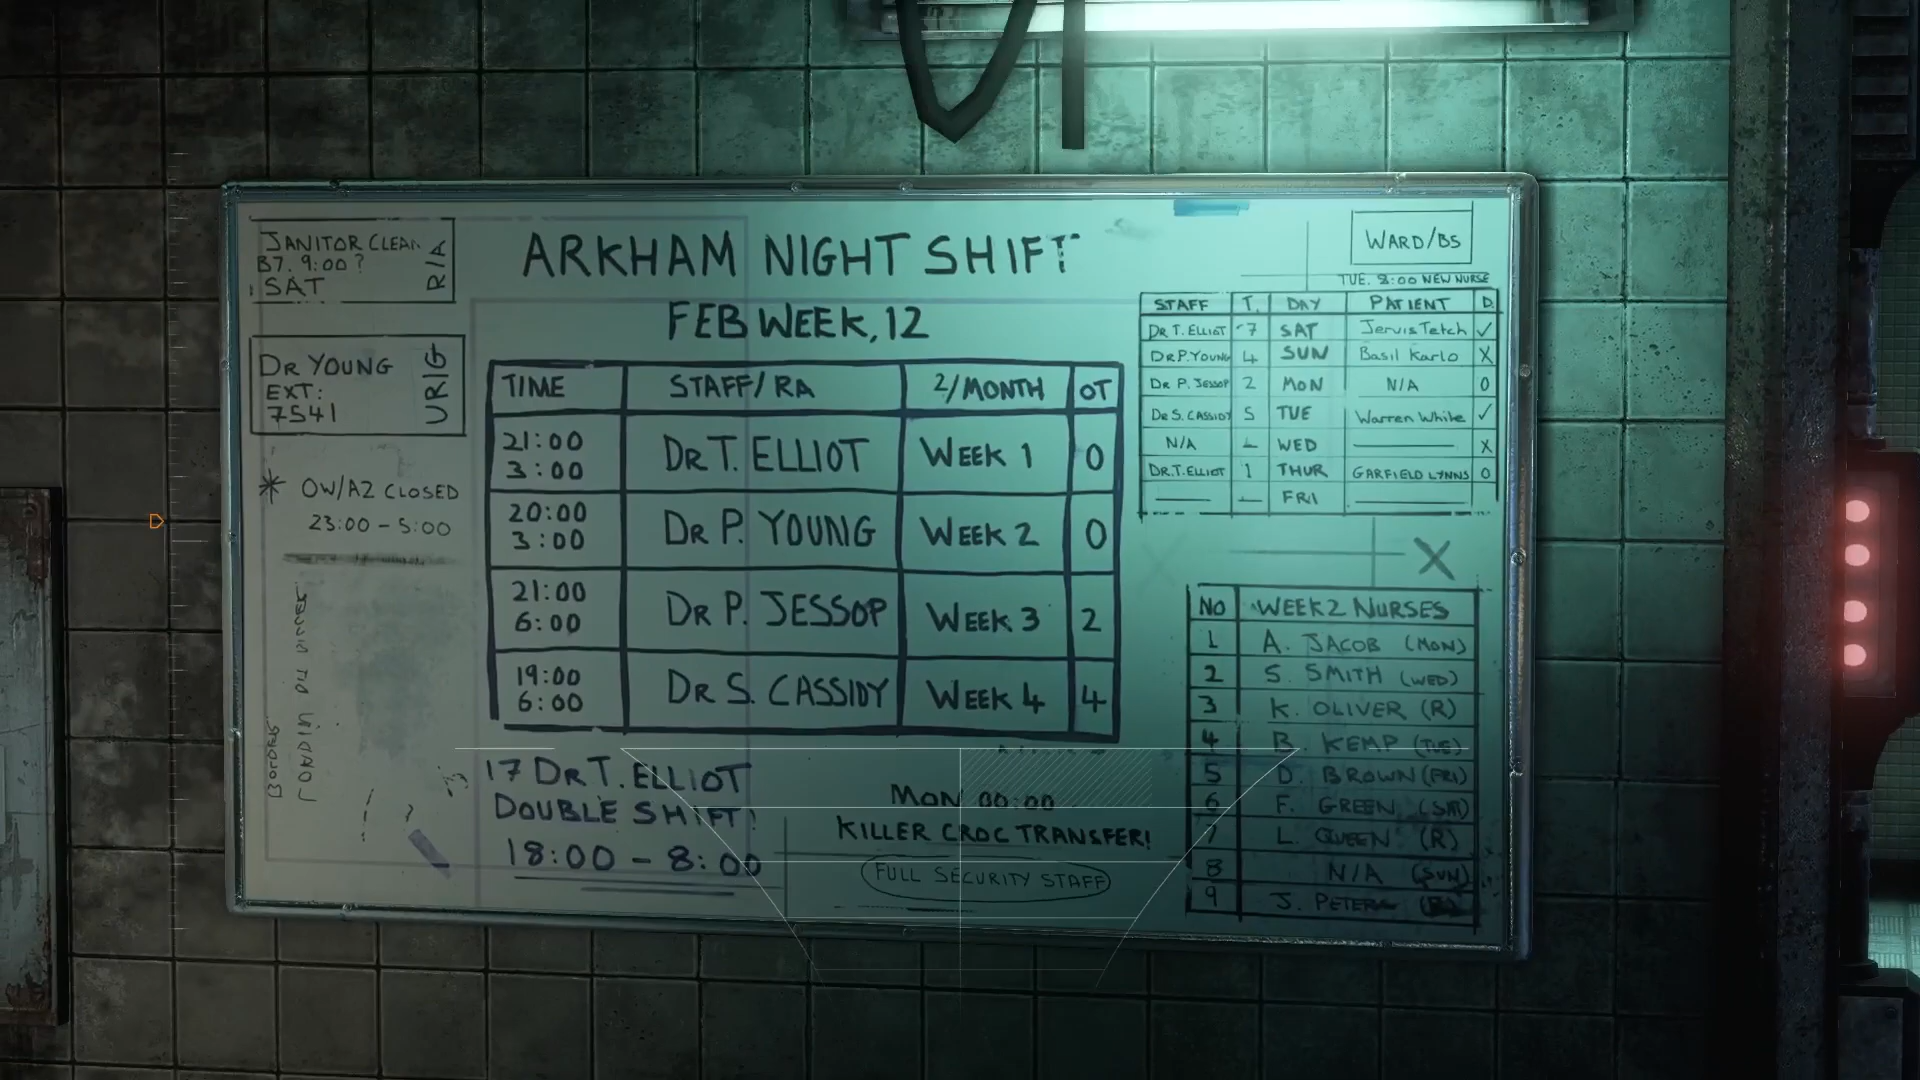 JANITOR CLEAN
B7. 9:00?
SAT
R/A
DR YOUNG
EXT:
7541
URIG
* OW/A2 CLOSED
23:00 - 5:00
BORDERS
ARKHAM NIGHT SHIFT
FEB WEEK, 12
TIME STAFF/RA 2/MONTH OT
21:00 3:00 DR T. ELLIOT WEEK 1 0
20:00 3:00 DR P. YOUNG WEEK 2 0
21:00 6:00 DR P. JESSOP WEEK 3 2
19:00 6:00 DR S. CASSIDY WEEK 4 4
17 DR T. ELLIOT
DOUBLE SHIFT!
18:00 - 8:00
MON 00:00
KILLER CROC TRANSFER!
FULL SECURITY STAFF
WARD/BS
TUE. 8:00 NEW NURSE
STAFF T. DAY PATIENT D.
DR T. ELLIOT 7 SAT Jervis Tetch ✓
DR P. YOUNG 4 SUN Basil Karlo X
DR P. JESSOP 2 MON N/A 0
DR S. CASSIDY 5 TUE Warren White ✓
N/A — WED — X
DR. T. ELLIOT 1 THUR GARFIELD LYNNS 0
— — FRI —
X
NO WEEK 2 NURSES
1 A. JACOB (MON)
2 S. SMITH (WED)
3 K. OLIVER (R)
4 B. KEMP (TUE)
5 D. BROWN (FRI)
6 F. GREEN (SAT)
7 L. QUEEN (R)
8 N/A (SUN)
9 J. PETER